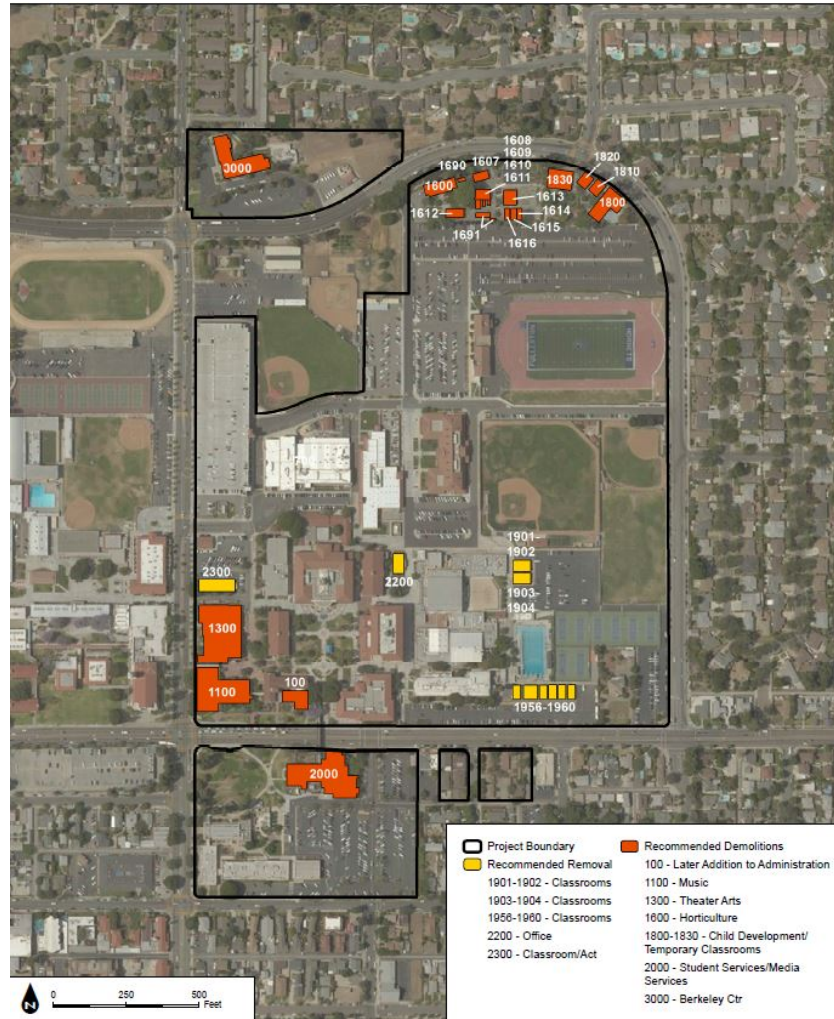 1608
1609
1610
1611
1690
1607
1820
1810
3000
1600
1830
1800
1613
1612
1614
1691
1615
1616
1901-
1902
2300
2200
1903-
1904
1300
100
1100
1956-1960
2000
Project Boundary
Recommended Removal
1901-1902 - Classrooms
1903-1904 - Classrooms
1956-1960 - Classrooms
2200 - Office
2300 - Classroom/Act
Recommended Demolitions
100 - Later Addition to Administration
1100 - Music
1300 - Theater Arts
1600 - Horticulture
1800-1830 - Child Development/
Temporary Classrooms
2000 - Student Services/Media
Services
3000 - Berkeley Ctr
N
0 250 500
Feet